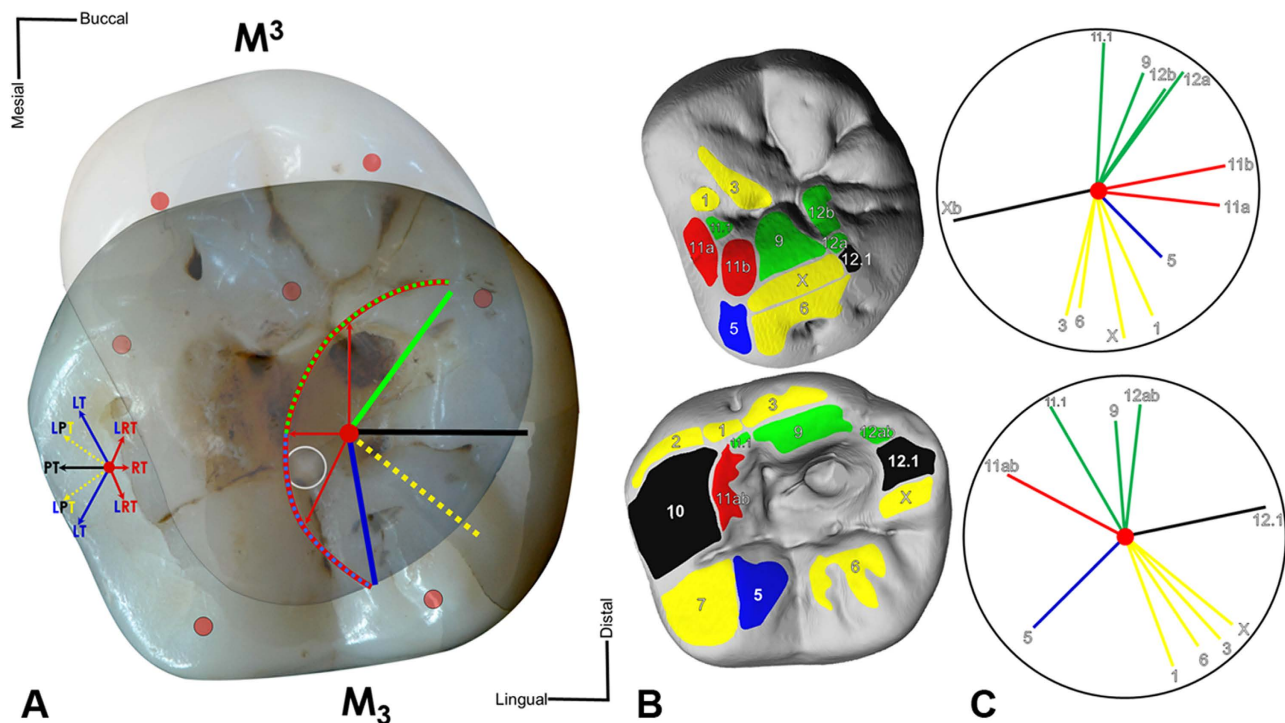 Buccal
Mesial
M³
LT
LPT
LRT
PT
RT
LPT
LRT
LT
M₃
Lingual
Distal
A
3
1
11.1
12b
11a
11b
9
12a
12.1
X
6
5
3
2
1
11.1
9
12ab
12.1
10
11ab
X
7
5
6
B
11.1
9
12b
12a
11b
11a
Xb
5
3
6
X
1
11.1
9
12ab
11ab
12.1
5
X
3
6
1
C